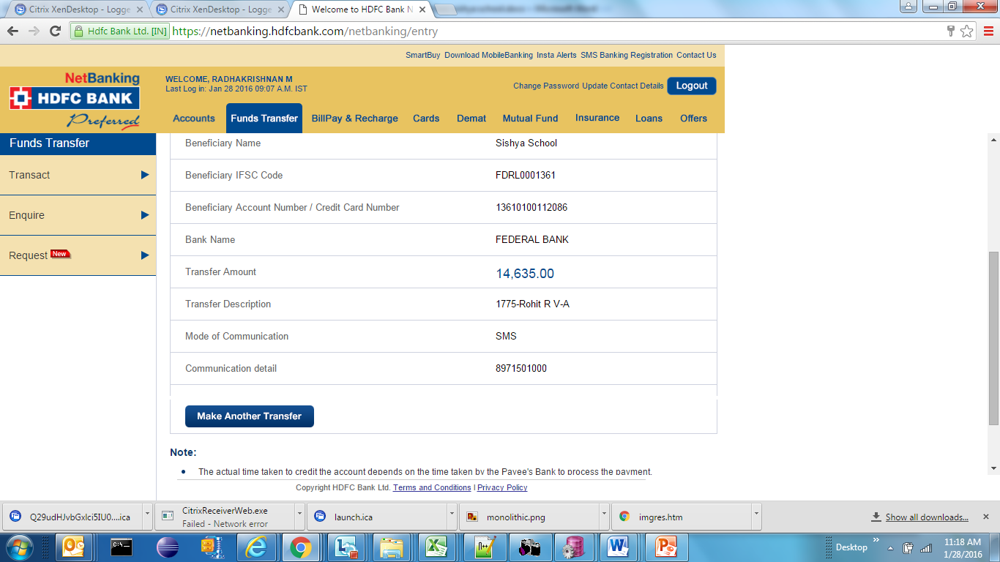 Citrix XenDesktop - Logge
Citrix XenDesktop - Logge
Welcome to HDFC Bank N
Hdfc Bank Ltd. [IN] https://netbanking.hdfcbank.com/netbanking/entry
SmartBuy Download MobileBanking Insta Alerts SMS Banking Registration Contact Us
NetBanking
HDFC BANK
Preferred
WELCOME, RADHAKRISHNAN M
Last Log in: Jan 28 2016 09:07 A.M. IST
Change Password Update Contact Details Logout
Accounts Funds Transfer BillPay & Recharge Cards Demat Mutual Fund Insurance Loans Offers
Funds Transfer
Transact
Enquire
Request New
Beneficiary Name Sishya School
Beneficiary IFSC Code FDRL0001361
Beneficiary Account Number / Credit Card Number 13610100112086
Bank Name FEDERAL BANK
Transfer Amount 14,635.00
Transfer Description 1775-Rohit R V-A
Mode of Communication SMS
Communication detail 8971501000
Make Another Transfer
Note:
• The actual time taken to credit the account depends on the time taken by the Payee's Bank to process the payment.
Copyright HDFC Bank Ltd. Terms and Conditions | Privacy Policy
Q29udHJvbGxlci5IU0....ica
CitrixReceiverWeb.exe
Failed - Network error
launch.ica
monolithic.png
imgres.htm
Show all downloads...
Desktop
11:18 AM
1/28/2016